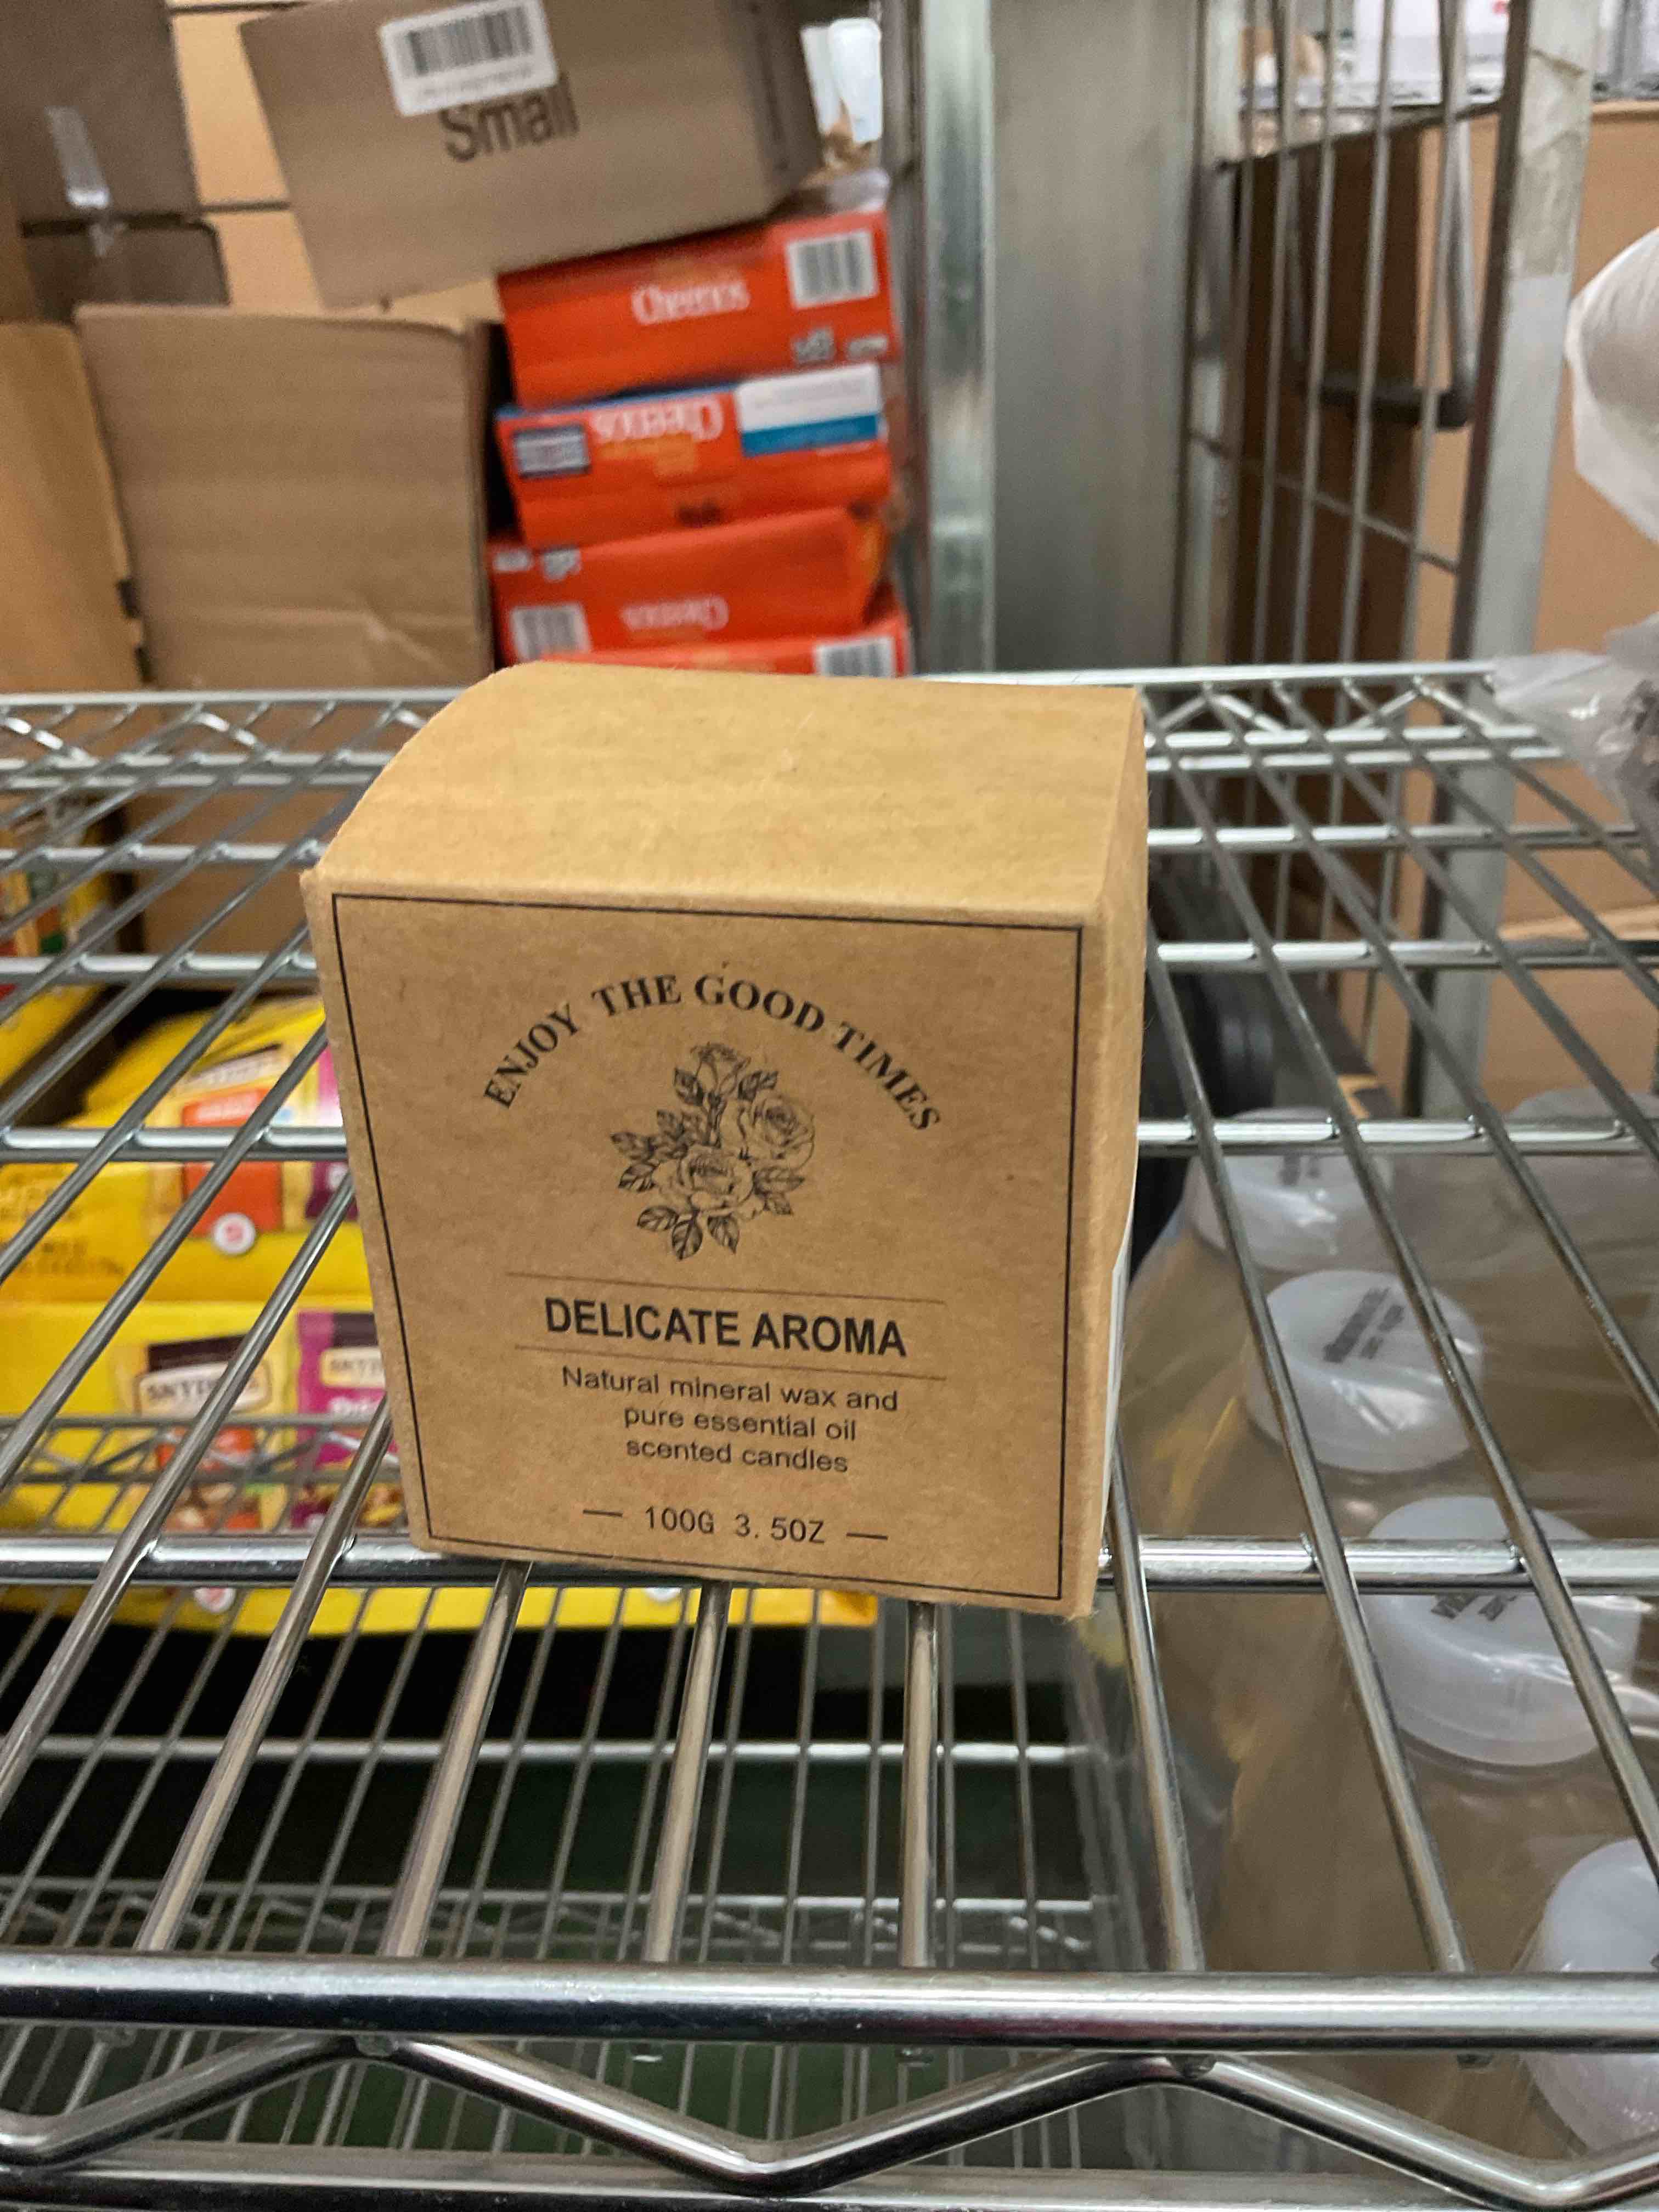 Small
Cheerios
Cheerios
Cheerios
ENJOY THE GOOD TIMES
DELICATE AROMA
Natural mineral wax and
pure essential oil
scented candles
— 100G 3.5OZ —